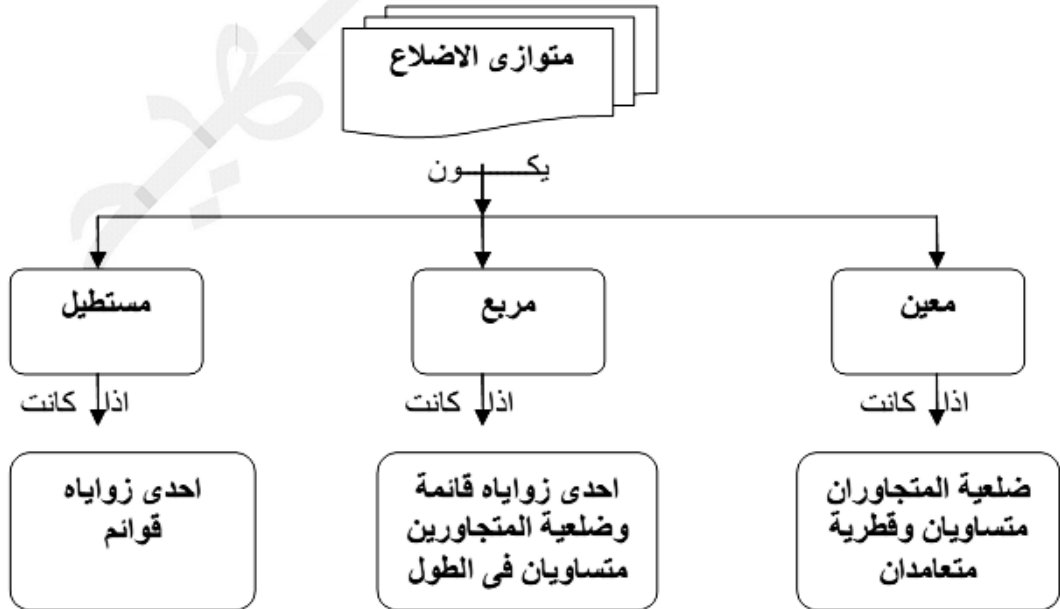 متوازى الاضلاع
يكـــــون
معين
مربع
مستطيل
اذا كانت
اذا كانت
اذا كانت
ضلعية المتجاوران
متساويان وقطرية
متعامدان
احدى زواياه قائمة
وضلعية المتجاورين
متساويان فى الطول
احدى زواياه
قوائم